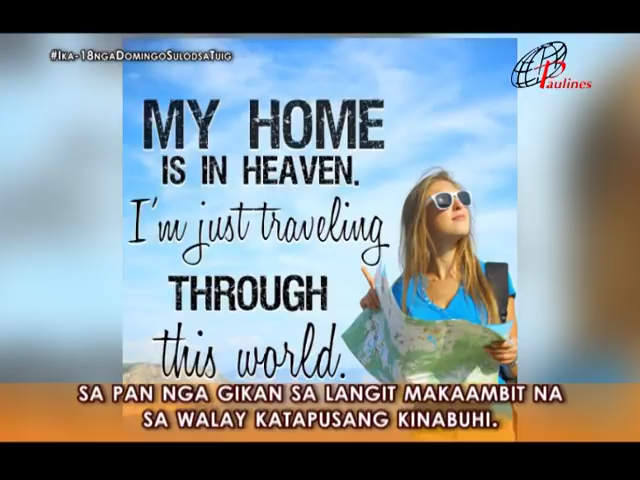 #IKA-18NGADOMINGOSULODSATUIG
Paulines
MY HOME
IS IN HEAVEN.
I'm just traveling
THROUGH
this world.
SA PAN NGA GIKAN SA LANGIT MAKAAMBIT NA
SA WALAY KATAPUSANG KINABUHI.